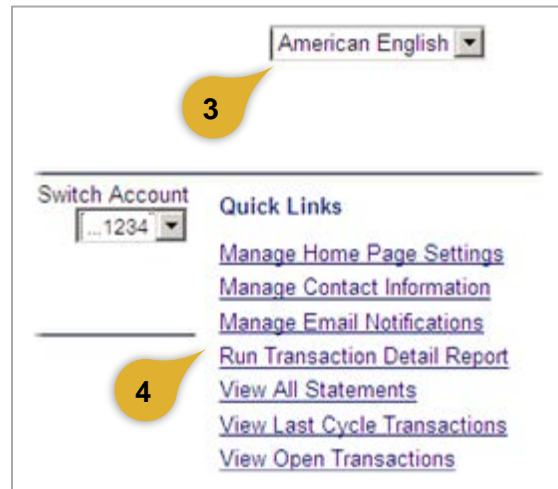 American English
3
Switch Account
...1234
Quick Links
Manage Home Page Settings
Manage Contact Information
Manage Email Notifications
Run Transaction Detail Report
4
View All Statements
View Last Cycle Transactions
View Open Transactions